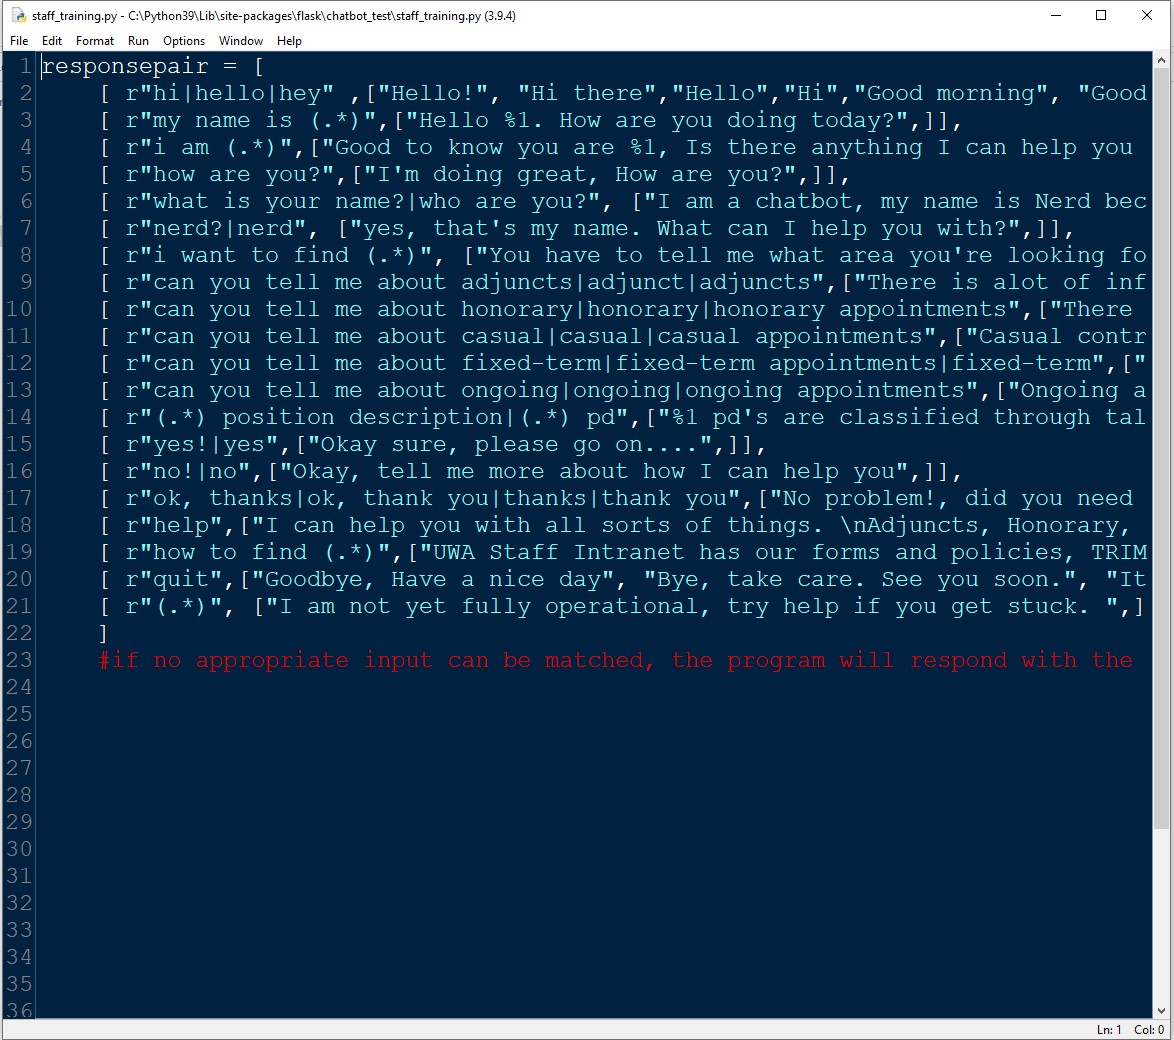 staff_training.py - C:\Python39\Lib\site-packages\flask\chatbot_test\staff_training.py (3.9.4)
File Edit Format Run Options Window Help
1 responsepair = [
2 [ r"hi|hello|hey" ,["Hello!", "Hi there","Hello","Hi","Good morning", "Good
3 [ r"my name is (.*)",["Hello %1. How are you doing today?",]],
4 [ r"i am (.*)",["Good to know you are %1, Is there anything I can help you
5 [ r"how are you?",["I'm doing great, How are you?",]],
6 [ r"what is your name?|who are you?", ["I am a chatbot, my name is Nerd bec
7 [ r"nerd?|nerd", ["yes, that's my name. What can I help you with?",]],
8 [ r"i want to find (.*)", ["You have to tell me what area you're looking fo
9 [ r"can you tell me about adjuncts|adjunct|adjuncts",["There is alot of inf
10 [ r"can you tell me about honorary|honorary|honorary appointments",["There
11 [ r"can you tell me about casual|casual|casual appointments",["Casual contr
12 [ r"can you tell me about fixed-term|fixed-term appointments|fixed-term",["
13 [ r"can you tell me about ongoing|ongoing|ongoing appointments",["Ongoing a
14 [ r"(.*) position description|(.*) pd",["%1 pd's are classified through tal
15 [ r"yes!|yes",["Okay sure, please go on....",]],
16 [ r"no!|no",["Okay, tell me more about how I can help you",]],
17 [ r"ok, thanks|ok, thank you|thanks|thank you",["No problem!, did you need
18 [ r"help",["I can help you with all sorts of things. \nAdjuncts, Honorary,
19 [ r"how to find (.*)",["UWA Staff Intranet has our forms and policies, TRIM
20 [ r"quit",["Goodbye, Have a nice day", "Bye, take care. See you soon.", "It
21 [ r"(.*)", ["I am not yet fully operational, try help if you get stuck. ",]
22 ]
23 #if no appropriate input can be matched, the program will respond with the
24
25
26
27
28
29
30
31
32
33
34
35
36
Ln: 1 Col: 0